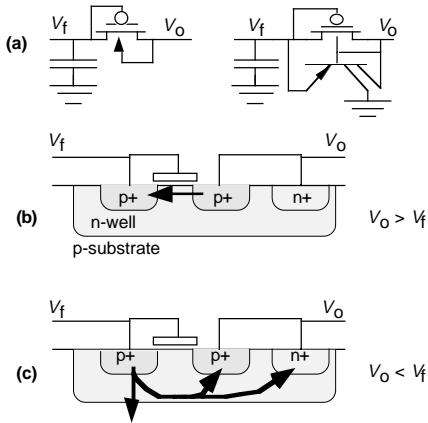 (a)
Vf
Vo
Vf
Vo
Vf
Vo
(b)
p+
p+
n+
n-well
p-substrate
Vo > Vf
Vf
Vo
(c)
p+
p+
n+
Vo < Vf